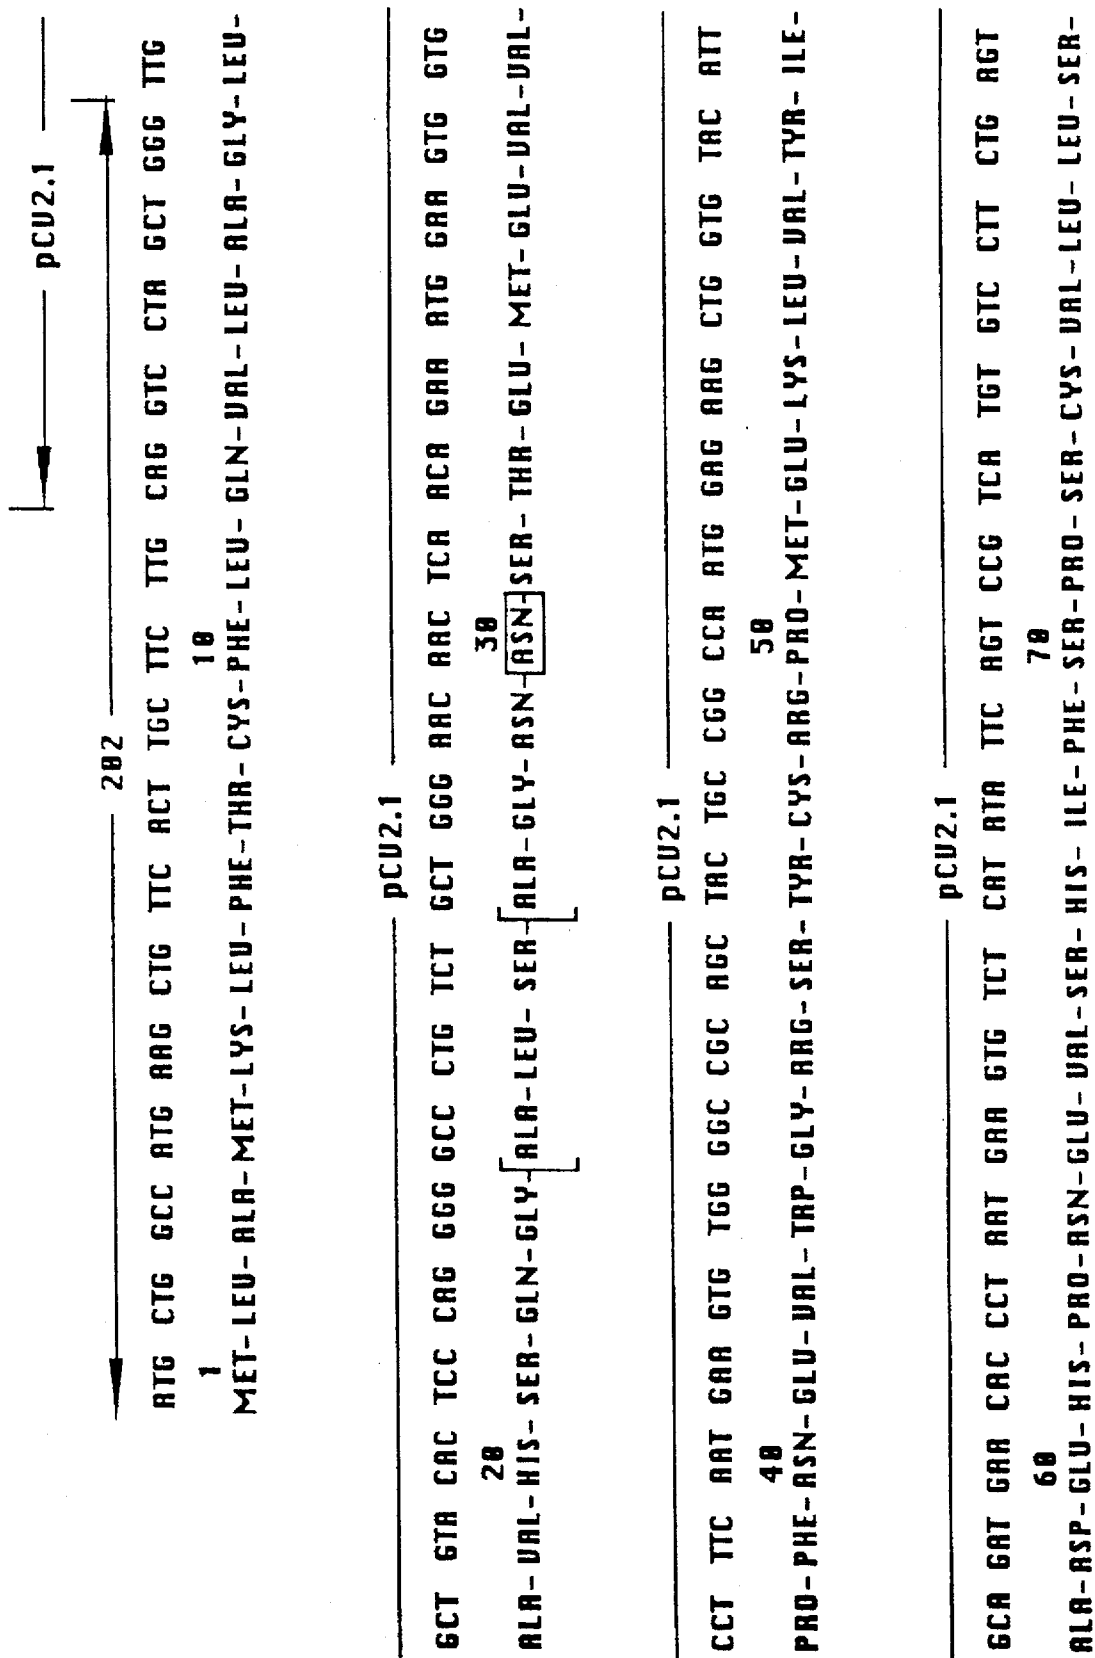 pCV2.1
202
ATG CTG GCC ATG AAG CTG TTC ACT TGC TTC TTG CAG GTC CTA GCT GGG TTG
1 10
MET-LEU-ALA-MET-LYS-LEU-PHE-THR-CYS-PHE-LEU-GLN-VAL-LEU-ALA-GLY-LEU-
pCV2.1
GCT GTA CAC TCC CAG GGG GCC CTG TCT GCT GGG AAC AAC TCA ACA GAA ATG GAA GTG GTG
20 30
ALA-VAL-HIS-SER-GLN-GLY-ALA-LEU-SER-ALA-GLY-ASN-ASN-SER-THR-GLU-MET-GLU-VAL-VAL-
pCV2.1
CCT TTC AAT GAA GTG TGG GGC CGC AGC TAC TGC CGG CCA ATG GAG AAG CTG GTG TAC ATT
40 50
PRO-PHE-ASN-GLU-VAL-TRP-GLY-ARG-SER-TYR-CYS-ARG-PRO-MET-GLU-LYS-LEU-VAL-TYR-ILE-
pCV2.1
GCA GAT GAA CAC CCT AAT GAA GTG TCT CAT ATA TTC AGT CCG TCA TGT GTC CTT CTG AGT
60 70
ALA-ASP-GLU-HIS-PRO-ASN-GLU-VAL-SER-HIS-ILE-PHE-SER-PRO-SER-CYS-VAL-LEU-LEU-SER-